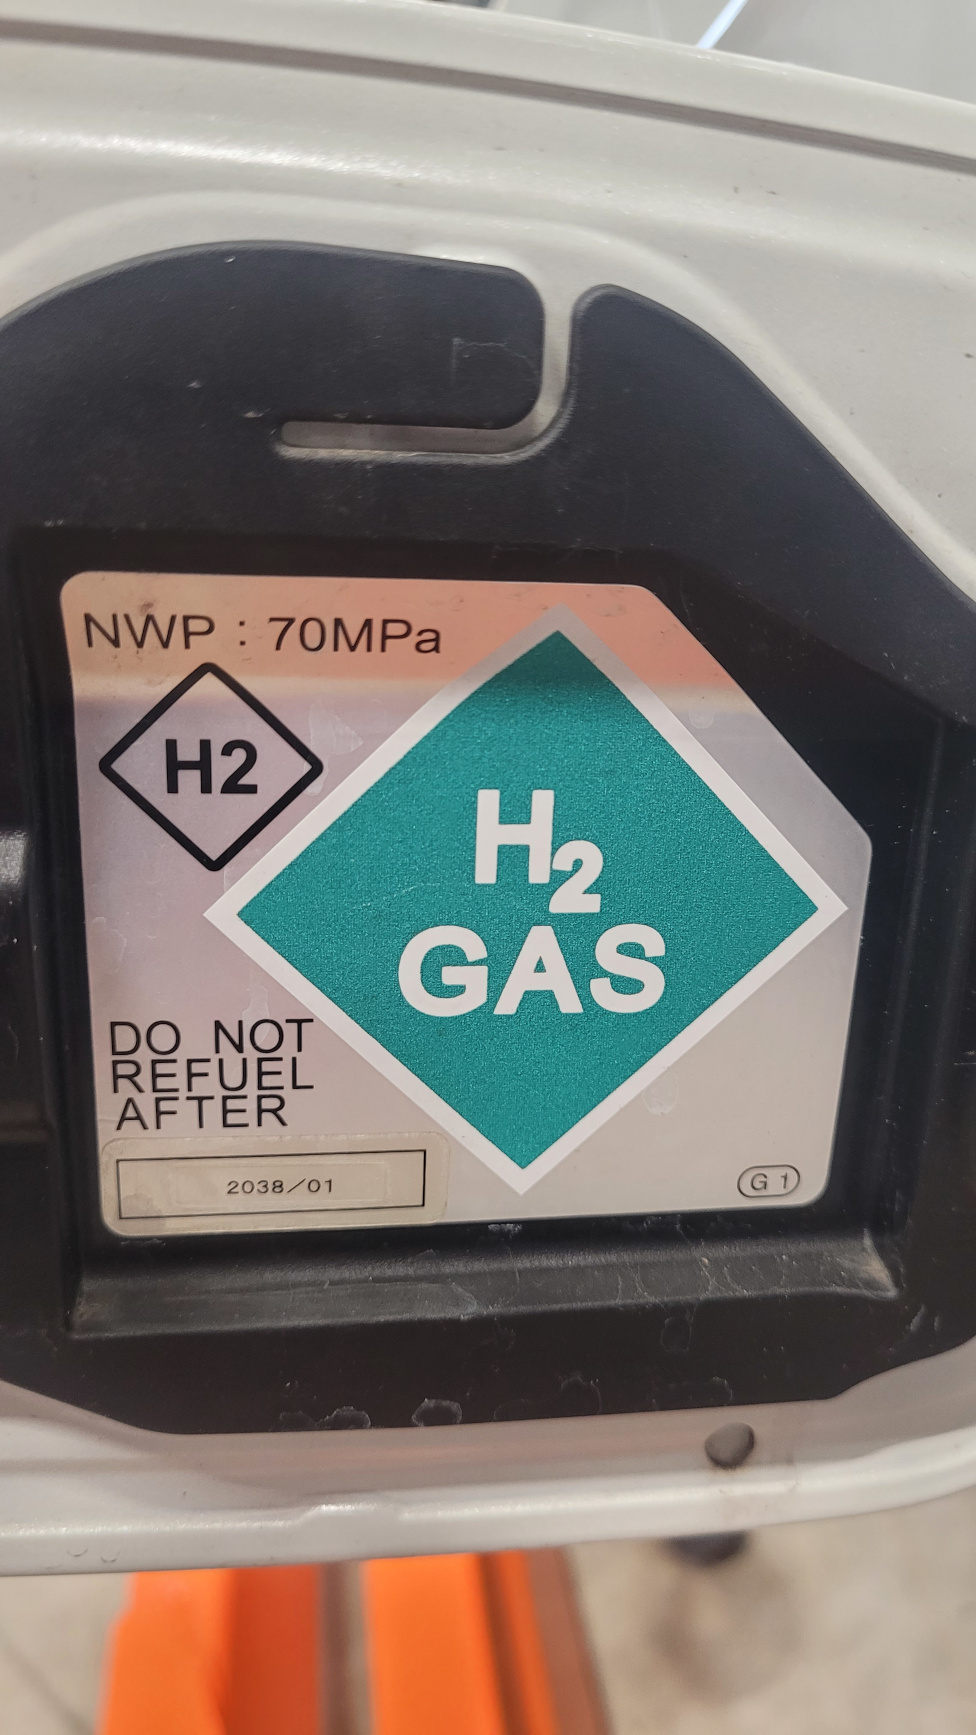 NWP : 70MPa
H2
H2
GAS
DO NOT
REFUEL
AFTER
2038/01
G 1